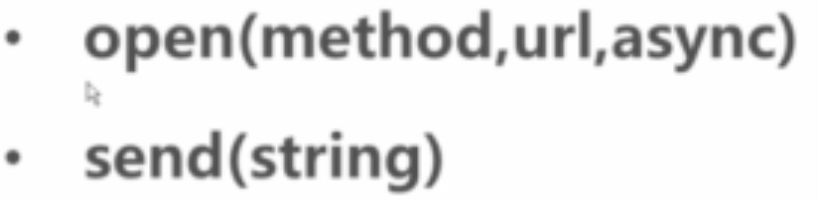 • open(method,url,async)
• send(string)